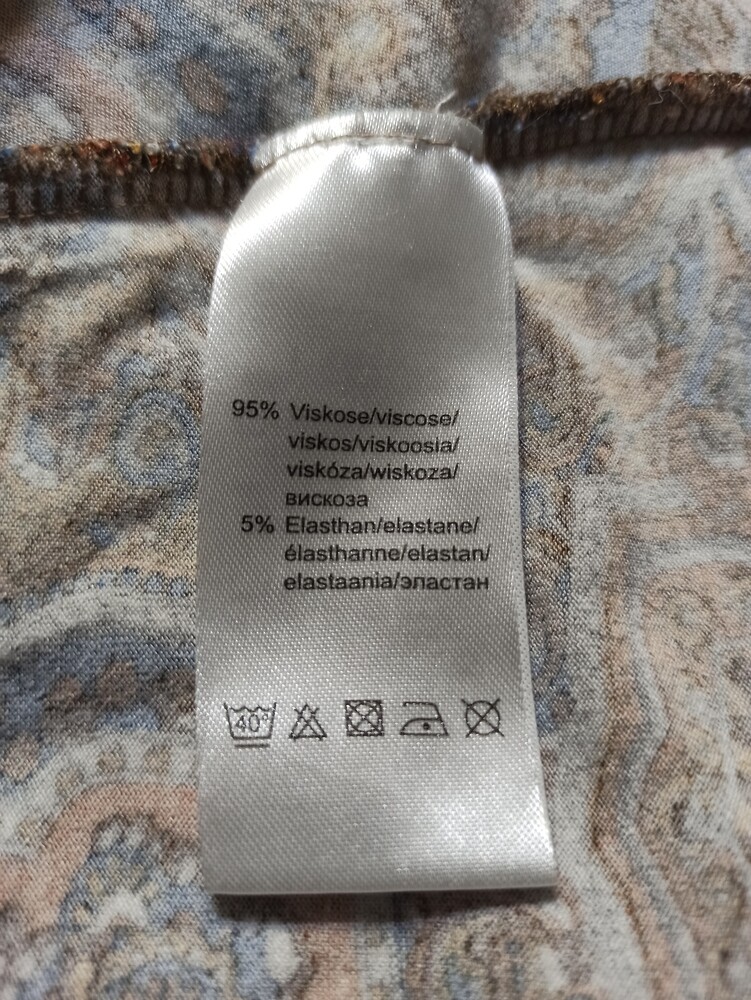 95% Viskose/viscose/
viskos/viskoosia/
viskóza/wiskoza/
вискоза
5% Elasthan/elastane/
élasthanne/elastan/
elastaania/эластан
40°